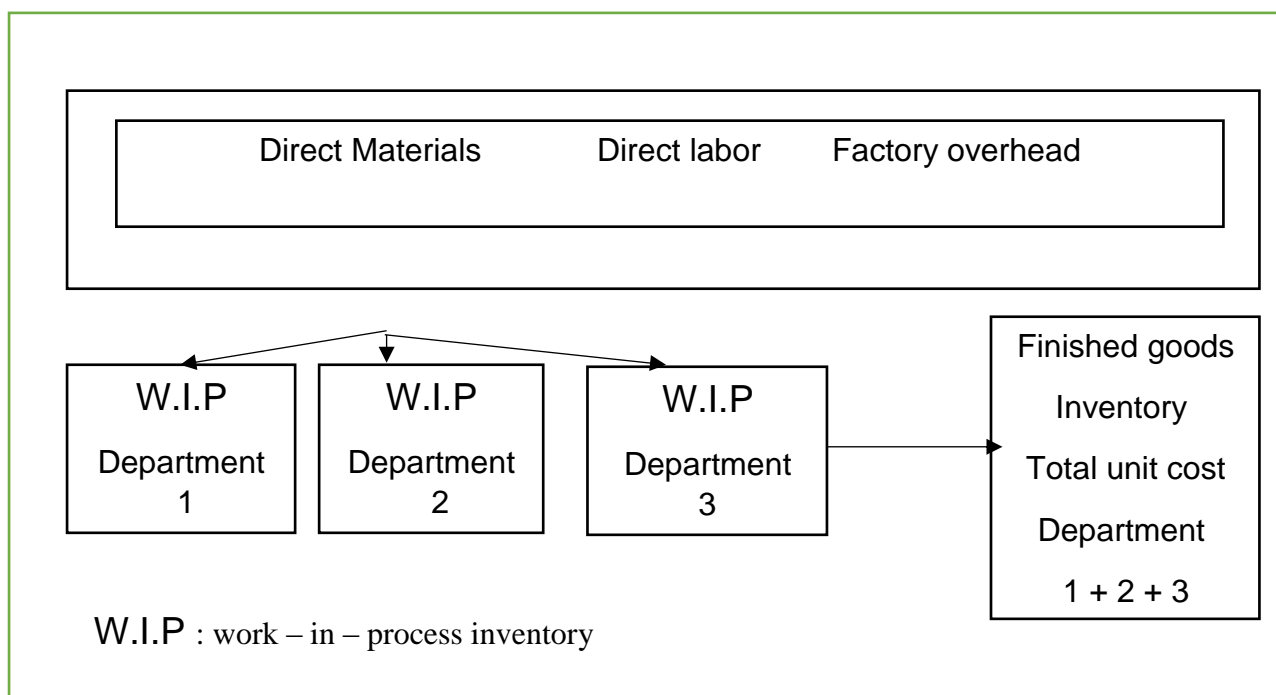 Direct Materials Direct labor Factory overhead
W.I.P
Department
1
W.I.P
Department
2
W.I.P
Department
3
Finished goods
Inventory
Total unit cost
Department
1 + 2 + 3
W.I.P : work – in – process inventory